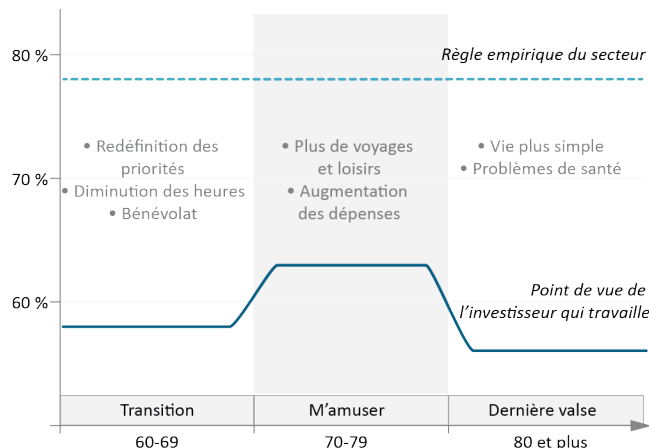 80 %
Règle empirique du secteur
• Redéfinition des
priorités
• Diminution des heures
• Bénévolat
• Plus de voyages
et loisirs
• Augmentation
des dépenses
• Vie plus simple
• Problèmes de santé
70 %
60 %
Point de vue de
l’investisseur qui travaille
Transition
M’amuser
Dernière valse
60-69
70-79
80 et plus